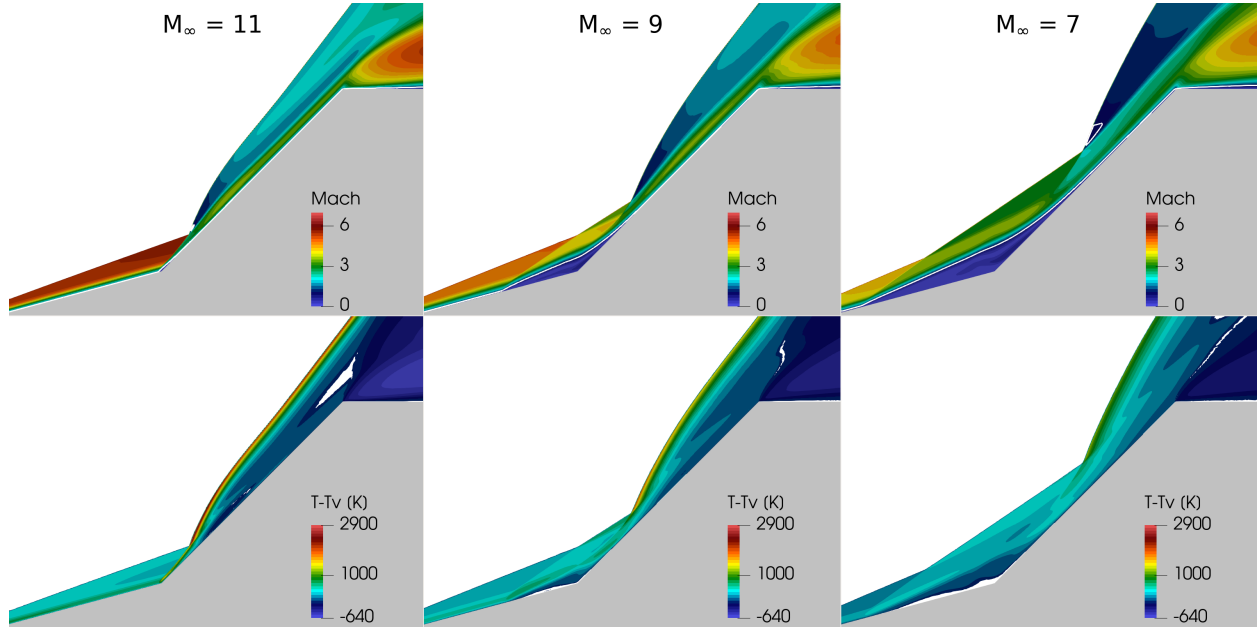 M∞ = 11
M∞ = 9
M∞ = 7
Mach
6
3
0
Mach
6
3
0
Mach
6
3
0
T-Tv (K)
2900
1000
-640
T-Tv (K)
2900
1000
-640
T-Tv (K)
2900
1000
-640